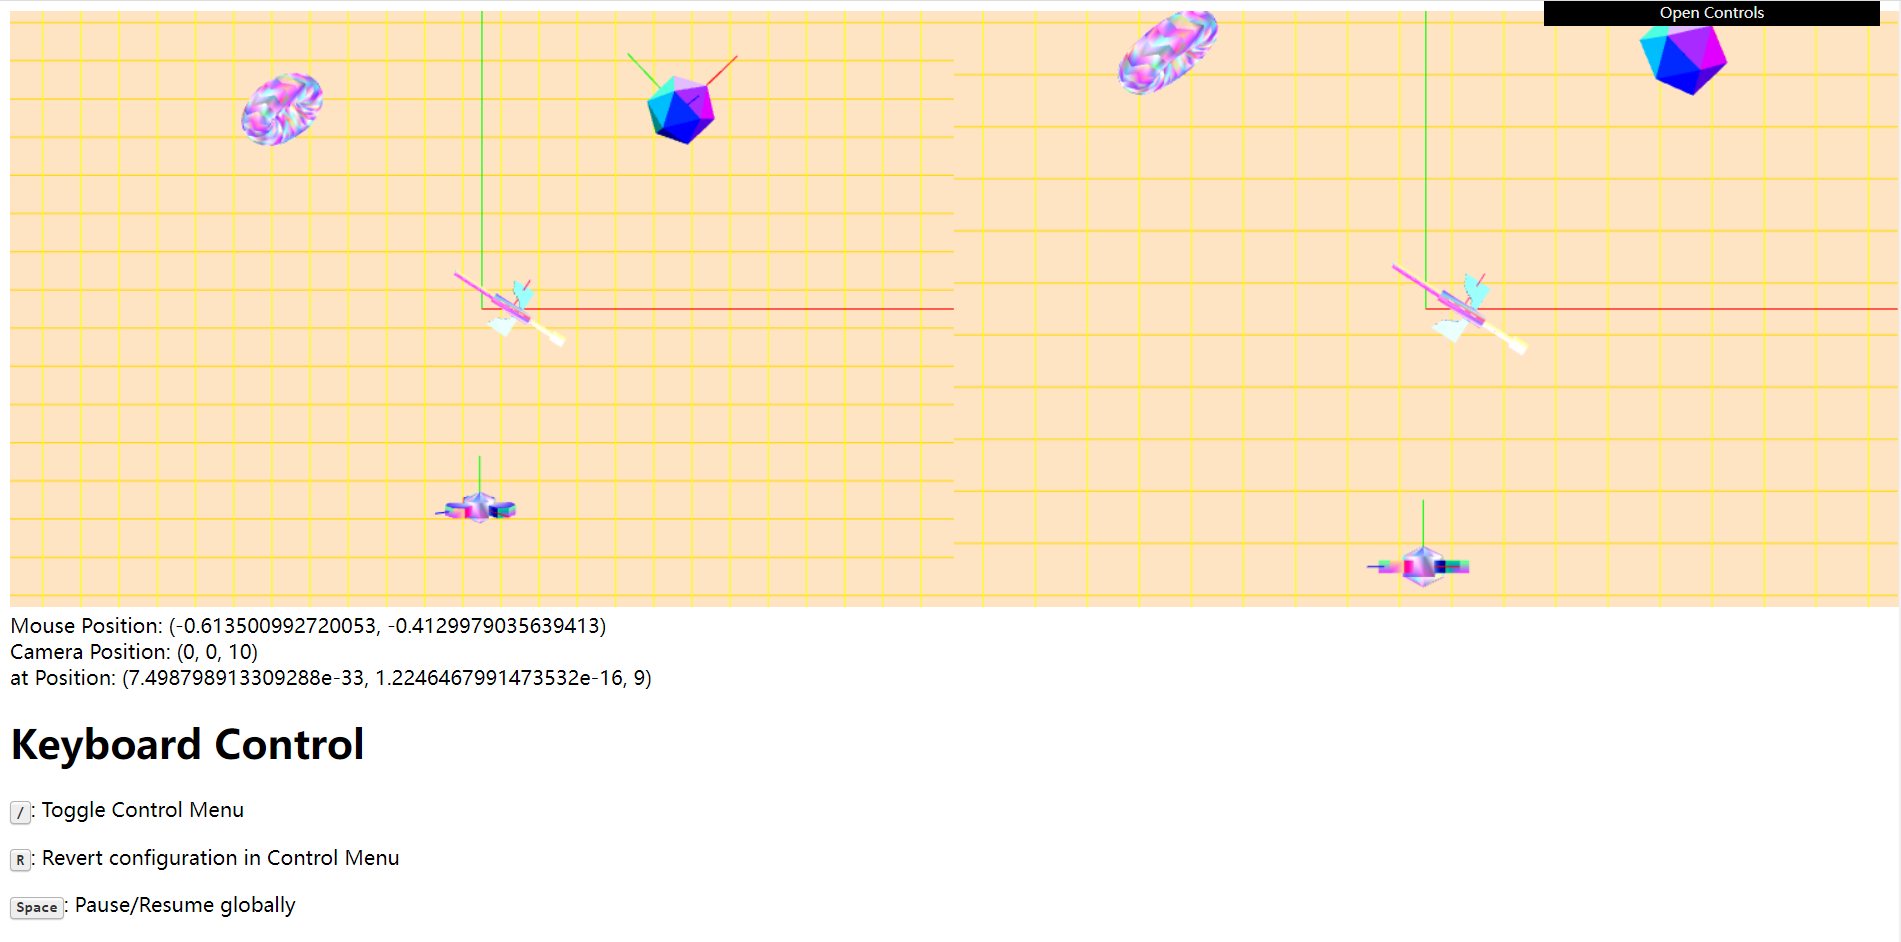 Open Controls
Mouse Position: (-0.613500992720053, -0.4129979035639413)
Camera Position: (0, 0, 10)
at Position: (7.498798913309288e-33, 1.2246467991473532e-16, 9)
Keyboard Control
/: Toggle Control Menu
R: Revert configuration in Control Menu
Space: Pause/Resume globally